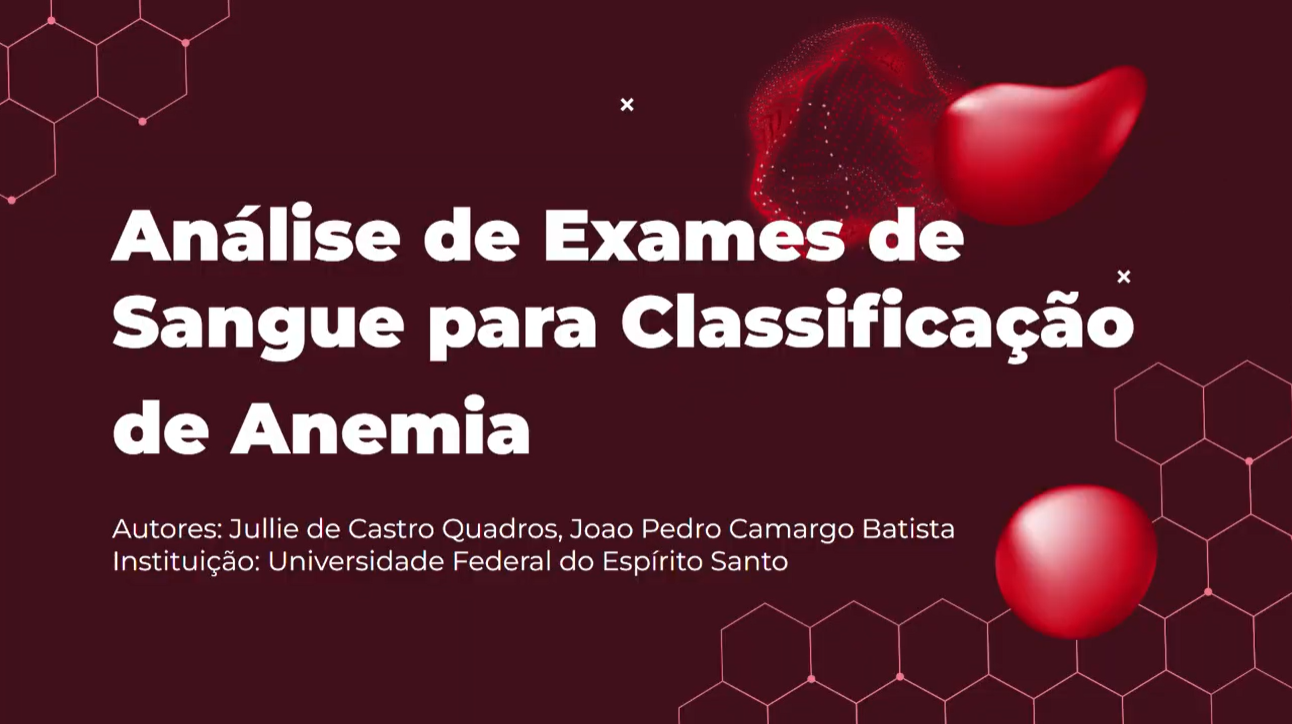 Análise de Exames de
Sangue para Classificação
de Anemia
Autores: Jullie de Castro Quadros, Joao Pedro Camargo Batista
Instituição: Universidade Federal do Espírito Santo